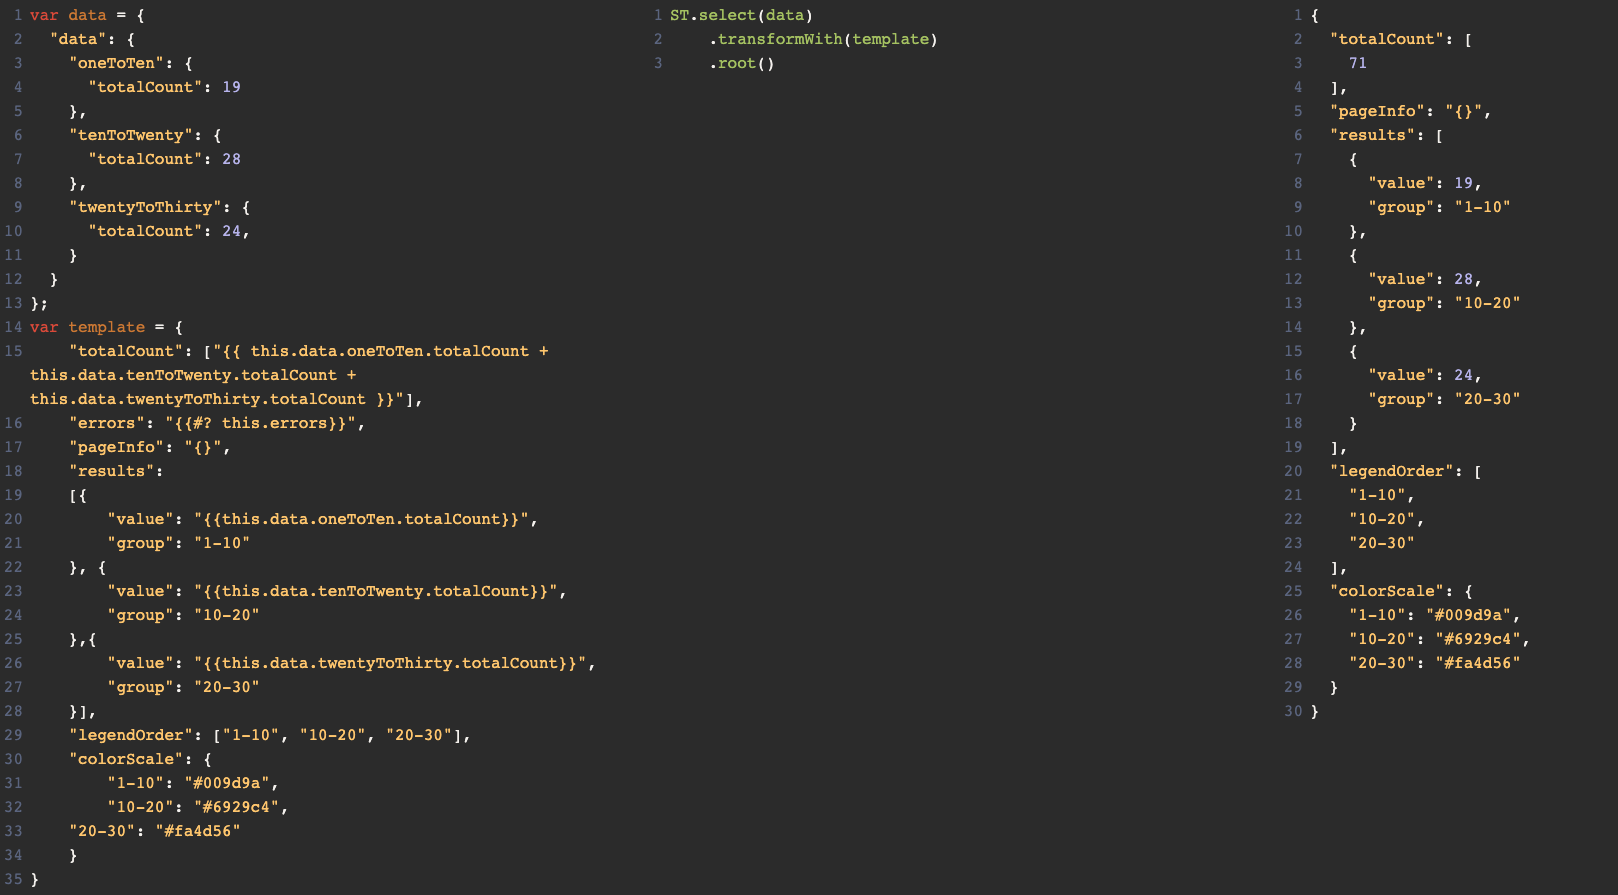 1 var data = {
2   "data": {
3     "oneToTen": {
4       "totalCount": 19
5     },
6     "tenToTwenty": {
7       "totalCount": 28
8     },
9     "twentyToThirty": {
10       "totalCount": 24,
11     }
12   }
13 };
14 var template = {
15     "totalCount": ["{{ this.data.oneToTen.totalCount +
this.data.tenToTwenty.totalCount +
this.data.twentyToThirty.totalCount }}"],
16     "errors": "{{#? this.errors}}",
17     "pageInfo": "{}",
18     "results":
19     [{
20         "value": "{{this.data.oneToTen.totalCount}}",
21         "group": "1-10"
22     }, {
23         "value": "{{this.data.tenToTwenty.totalCount}}",
24         "group": "10-20"
25     },{
26         "value": "{{this.data.twentyToThirty.totalCount}}",
27         "group": "20-30"
28     }],
29     "legendOrder": ["1-10", "10-20", "20-30"],
30     "colorScale": {
31         "1-10": "#009d9a",
32         "10-20": "#6929c4",
33     "20-30": "#fa4d56"
34     }
35 }
1 ST.select(data)
2     .transformWith(template)
3     .root()
1 {
2   "totalCount": [
3     71
4   ],
5   "pageInfo": "{}",
6   "results": [
7     {
8       "value": 19,
9       "group": "1-10"
10     },
11     {
12       "value": 28,
13       "group": "10-20"
14     },
15     {
16       "value": 24,
17       "group": "20-30"
18     }
19   ],
20   "legendOrder": [
21     "1-10",
22     "10-20",
23     "20-30"
24   ],
25   "colorScale": {
26     "1-10": "#009d9a",
27     "10-20": "#6929c4",
28     "20-30": "#fa4d56"
29   }
30 }